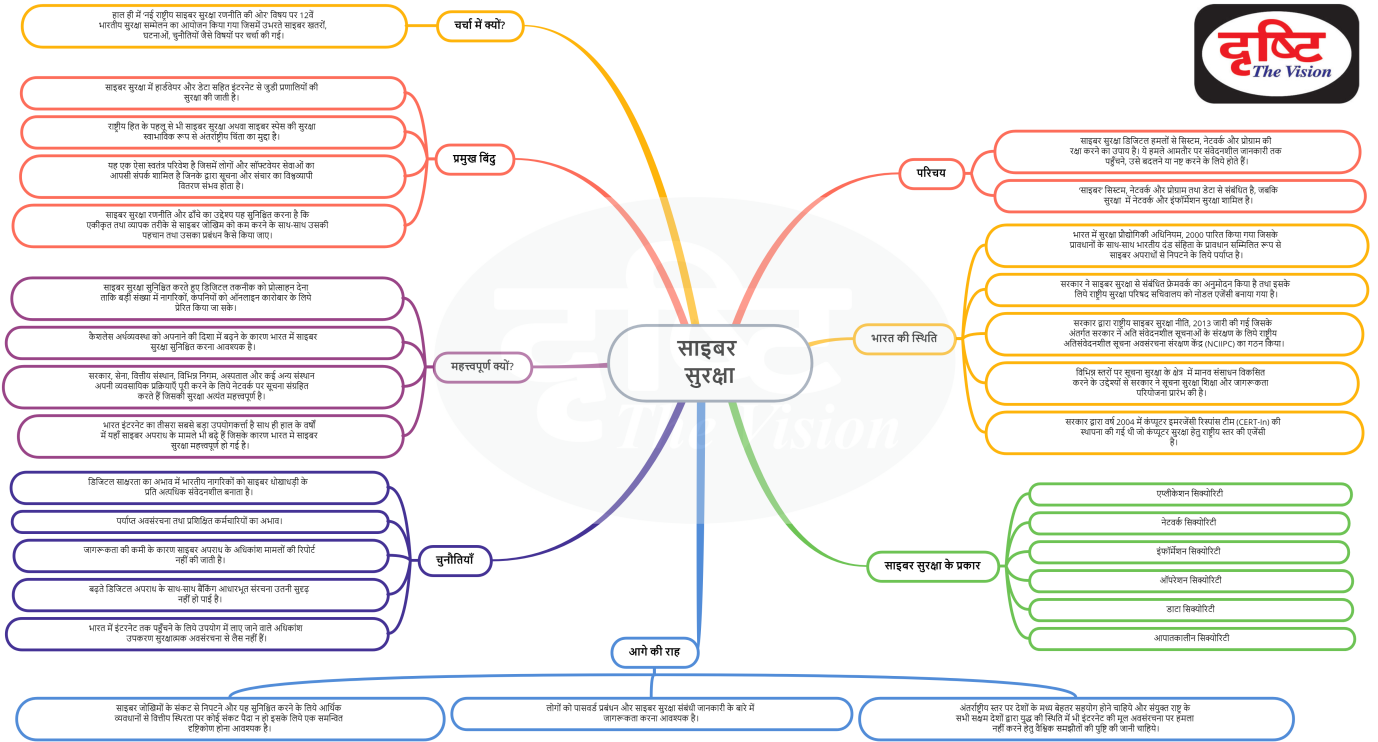 हाल ही में 'नई राष्ट्रीय साइबर सुरक्षा रणनीति की ओर' विषय पर 12वें
भारतीय सुरक्षा सम्मेलन का आयोजन किया गया जिसमें उभरते साइबर खतरों,
घटनाओं, चुनौतियों जैसे विषयों पर चर्चा की गई।
चर्चा में क्यों?
साइबर सुरक्षा में हार्डवेयर और डेटा सहित इंटरनेट से जुडी प्रणालियों की
सुरक्षा की जाती है।
राष्ट्रीय हित के पहलू से भी साइबर सुरक्षा अथवा साइबर स्पेस की सुरक्षा
स्वाभाविक रूप से अंतर्राष्ट्रीय चिंता का मुद्दा है।
यह एक ऐसा स्वतंत्र परिवेश है जिसमें लोगों और सॉफ्टवेयर सेवाओं का
आपसी संपर्क शामिल है जिनके द्वारा सूचना और संचार का विश्वव्यापी
वितरण संभव होता है।
साइबर सुरक्षा रणनीति और ढाँचे का उद्देश्य यह सुनिश्चित करना है कि
एकीकृत तथा व्यापक तरीके से साइबर जोखिम को कम करने के साथ-साथ उसकी
पहचान तथा उसका प्रबंधन कैसे किया जाए।
प्रमुख बिंदु
साइबर सुरक्षा सुनिश्चित करते हुए डिजिटल तकनीक को प्रोत्साहन देना
ताकि बड़ी संख्या में नागरिकों, कंपनियों को ऑनलाइन कारोबार के लिये
प्रेरित किया जा सके।
कैशलेस अर्थव्यवस्था को अपनाने की दिशा में बढ़ने के कारण भारत में साइबर
सुरक्षा सुनिश्चित करना आवश्यक है।
सरकार, सेना, वित्तीय संस्थान, विभिन्न निगम, अस्पताल और कई अन्य संस्थान
अपनी व्यवसायिक प्रक्रियाएँ पूरी करने के लिये नेटवर्क पर सूचना संग्रहित
करते हैं जिसकी सुरक्षा अत्यंत महत्त्वपूर्ण है।
भारत इंटरनेट का तीसरा सबसे बड़ा उपयोगकर्त्ता है साथ ही हाल के वर्षों
में यहाँ साइबर अपराध के मामले भी बढ़े हैं जिसके कारण भारत में साइबर
सुरक्षा महत्त्वपूर्ण हो गई है।
महत्त्वपूर्ण क्यों?
डिजिटल साक्षरता का अभाव में भारतीय नागरिकों को साइबर धोखाधड़ी के
प्रति अत्यधिक संवेदनशील बनाता है।
पर्याप्त अवसंरचना तथा प्रशिक्षित कर्मचारियों का अभाव।
जागरूकता की कमी के कारण साइबर अपराध के अधिकांश मामलों की रिपोर्ट
नहीं की जाती है।
बढ़ते डिजिटल अपराध के साथ-साथ बैंकिंग आधारभूत संरचना उतनी सुदृढ़
नहीं हो पाई है।
भारत में इंटरनेट तक पहुँचने के लिये उपयोग में लाए जाने वाले अधिकांश
उपकरण सुरक्षात्मक अवसंरचना से लैस नहीं हैं।
चुनौतियाँ
साइबर
सुरक्षा
दृष्टि
The Vision
साइबर सुरक्षा डिजिटल हमलों से सिस्टम, नेटवर्क और प्रोग्राम की
रक्षा करने का उपाय है। ये हमले आमतौर पर संवेदनशील जानकारी तक
पहुँचने, उसे बदलने या नष्ट करने के लिये होते हैं।
'साइबर' सिस्टम, नेटवर्क और प्रोग्राम तथा डेटा से संबंधित है, जबकि
सुरक्षा में नेटवर्क और इंफॉर्मेशन सुरक्षा शामिल है।
परिचय
भारत में सुरक्षा प्रौद्योगिकी अधिनियम, 2000 पारित किया गया जिसके
प्रावधानों के साथ-साथ भारतीय दंड संहिता के प्रावधान सम्मिलित रूप से
साइबर अपराधों से निपटने के लिये पर्याप्त है।
सरकार ने साइबर सुरक्षा से संबंधित फ्रेमवर्क का अनुमोदन किया है तथा इसके
लिये राष्ट्रीय सुरक्षा परिषद सचिवालय को नोडल एजेंसी बनाया गया है।
सरकार द्वारा राष्ट्रीय साइबर सुरक्षा नीति, 2013 जारी की गई जिसके
अंतर्गत सरकार ने अति संवेदनशील सूचनाओं के संरक्षण के लिये राष्ट्रीय
अतिसंवेदनशील सूचना अवसंरचना संरक्षण केंद्र (NCIIPC) का गठन किया।
विभिन्न स्तरों पर सूचना सुरक्षा के क्षेत्र में मानव संसाधन विकसित
करने के उद्देश्यों से सरकार ने सूचना सुरक्षा शिक्षा और जागरूकता
परियोजना प्रारंभ की है।
सरकार द्वारा वर्ष 2004 में कंप्यूटर इमरजेंसी रिस्पांस टीम (CERT-In) की
स्थापना की गई थी जो कंप्यूटर सुरक्षा हेतु राष्ट्रीय स्तर की एजेंसी
है।
भारत की स्थिति
एप्लीकेशन सिक्योरिटी
नेटवर्क सिक्योरिटी
इंफॉर्मेशन सिक्योरिटी
ऑपरेशन सिक्योरिटी
डाटा सिक्योरिटी
आपातकालीन सिक्योरिटी
साइबर सुरक्षा के प्रकार
आगे की राह
साइबर जोखिमों के संकट से निपटने और यह सुनिश्चित करने के लिये आर्थिक
व्यवधानों से वित्तीय स्थिरता पर कोई संकट पैदा न हो इसके लिये एक समन्वित
दृष्टिकोण होना आवश्यक है।
लोगों को पासवर्ड प्रबंधन और साइबर सुरक्षा संबंधी जानकारी के बारे में
जागरूकता करना आवश्यक है।
अंतर्राष्ट्रीय स्तर पर देशों के मध्य बेहतर सहयोग होने चाहिये और संयुक्त राष्ट्र के
सभी सक्षम देशों द्वारा युद्ध की स्थिति में भी इंटरनेट की मूल अवसंरचना पर हमला
नहीं करने हेतु वैश्विक समझौतों की पुष्टि की जानी चाहिये।